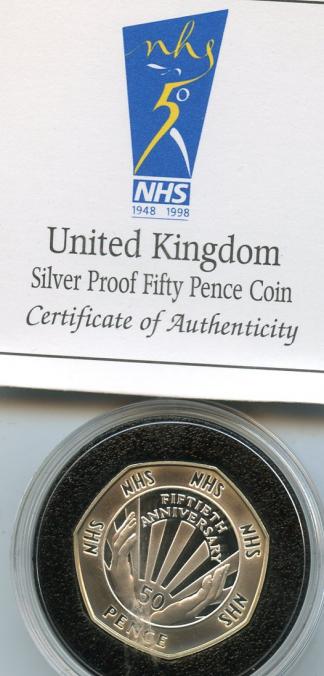 nhs
50
NHS
1948 1998
United Kingdom
Silver Proof Fifty Pence Coin
Certificate of Authenticity
NHS NHS NHS NHS NHS
FIFTIETH
ANNIVERSARY
50
PENCE